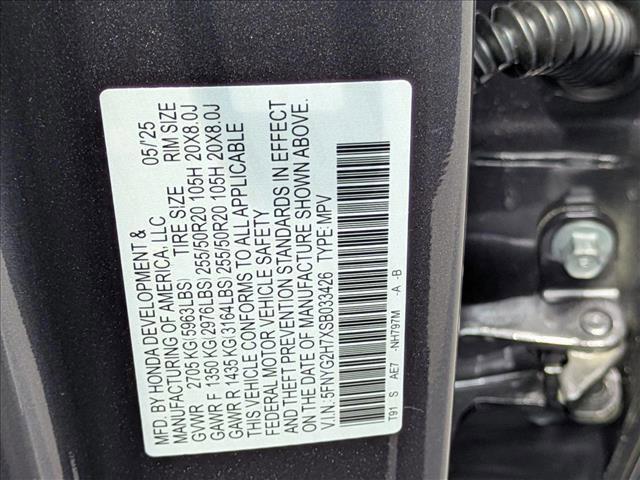 MFD. BY HONDA DEVELOPMENT &
MANUFACTURING OF AMERICA, LLC 05/'25
GVWR 2705 KG(5963LBS) TIRE SIZE RIM SIZE
GAWR F 1350 KG(2976LBS) 255/50R20 105H 20X8.0J
GAWR R 1435 KG(3164LBS) 255/50R20 105H 20X8.0J
THIS VEHICLE CONFORMS TO ALL APPLICABLE
FEDERAL MOTOR VEHICLE SAFETY
AND THEFT PREVENTION STANDARDS IN EFFECT
ON THE DATE OF MANUFACTURE SHOWN ABOVE.
V.I.N.:5FNYG2H7XSB033426 TYPE:MPV
T91 S AE7 -NH797M -A -B